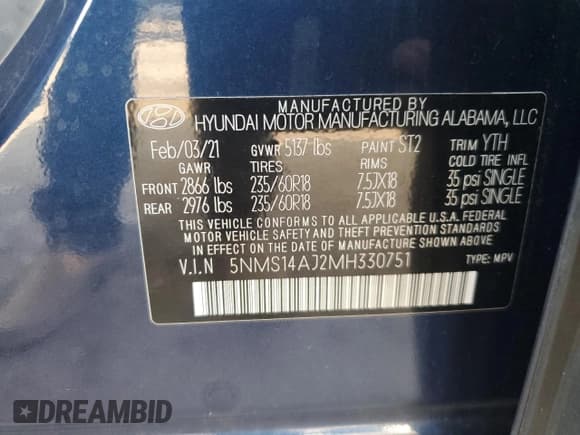 MANUFACTURED BY
HYUNDAI MOTOR MANUFACTURING ALABAMA, LLC
Feb/03/21 GVWR 5137 lbs PAINT ST2 TRIM YTH
GAWR TIRES RIMS COLD TIRE INFL
FRONT 2866 lbs 235/60R18 7.5JX18 35 psi SINGLE
REAR 2976 lbs 235/60R18 7.5JX18 35 psi SINGLE
THIS VEHICLE CONFORMS TO ALL APPLICABLE U.S.A. FEDERAL
MOTOR VEHICLE SAFETY AND THEFT PREVENTION STANDARDS IN
EFFECT ON THE DATE OF MANUFACTURE SHOWN ABOVE.
V.I.N 5NMS14AJ2MH330751 TYPE: MPV
DREAMBID